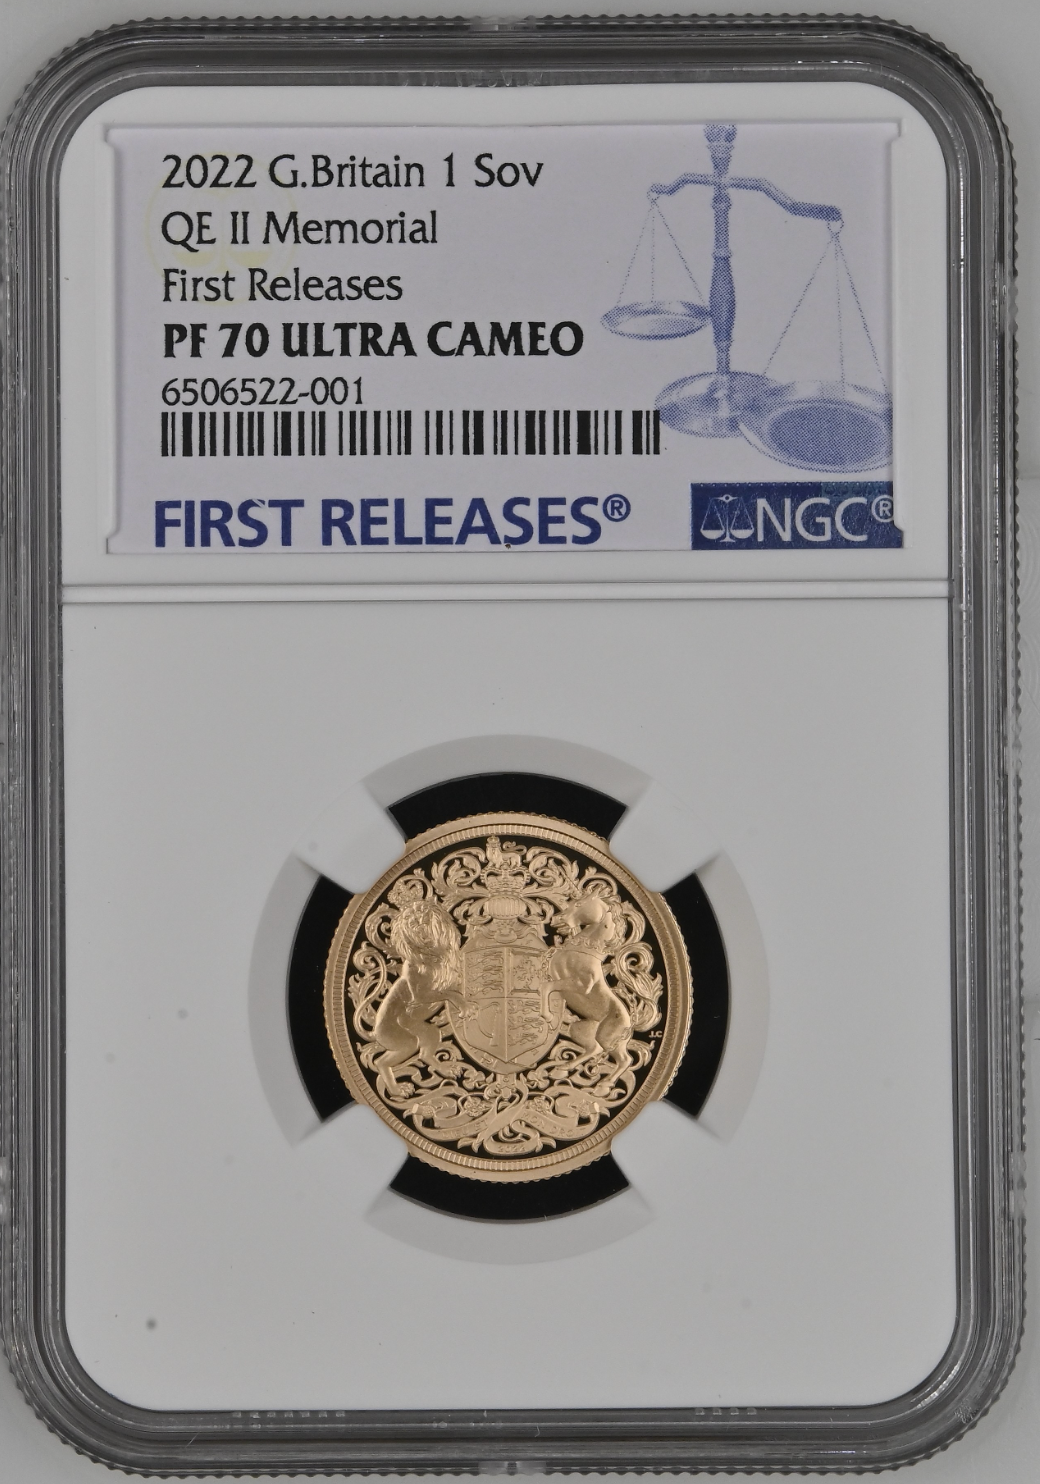 2022 G.Britain 1 Sov
QE II Memorial
First Releases
PF 70 ULTRA CAMEO
6506522-001
FIRST RELEASES®
NGC®